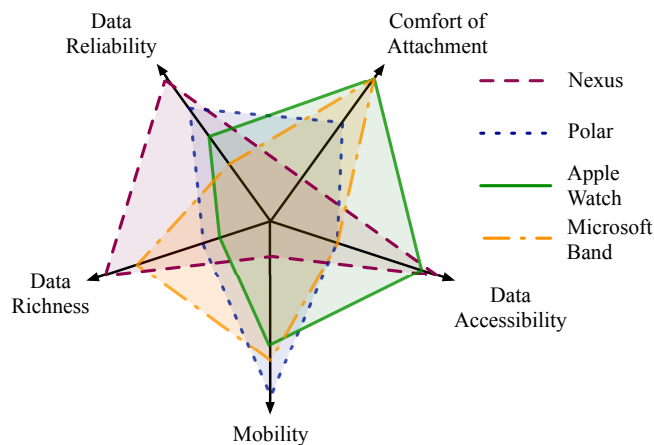 Data
Reliability
Comfort of
Attachment
Nexus
Polar
Apple
Watch
Microsoft
Band
Data
Richness
Data
Accessibility
Mobility